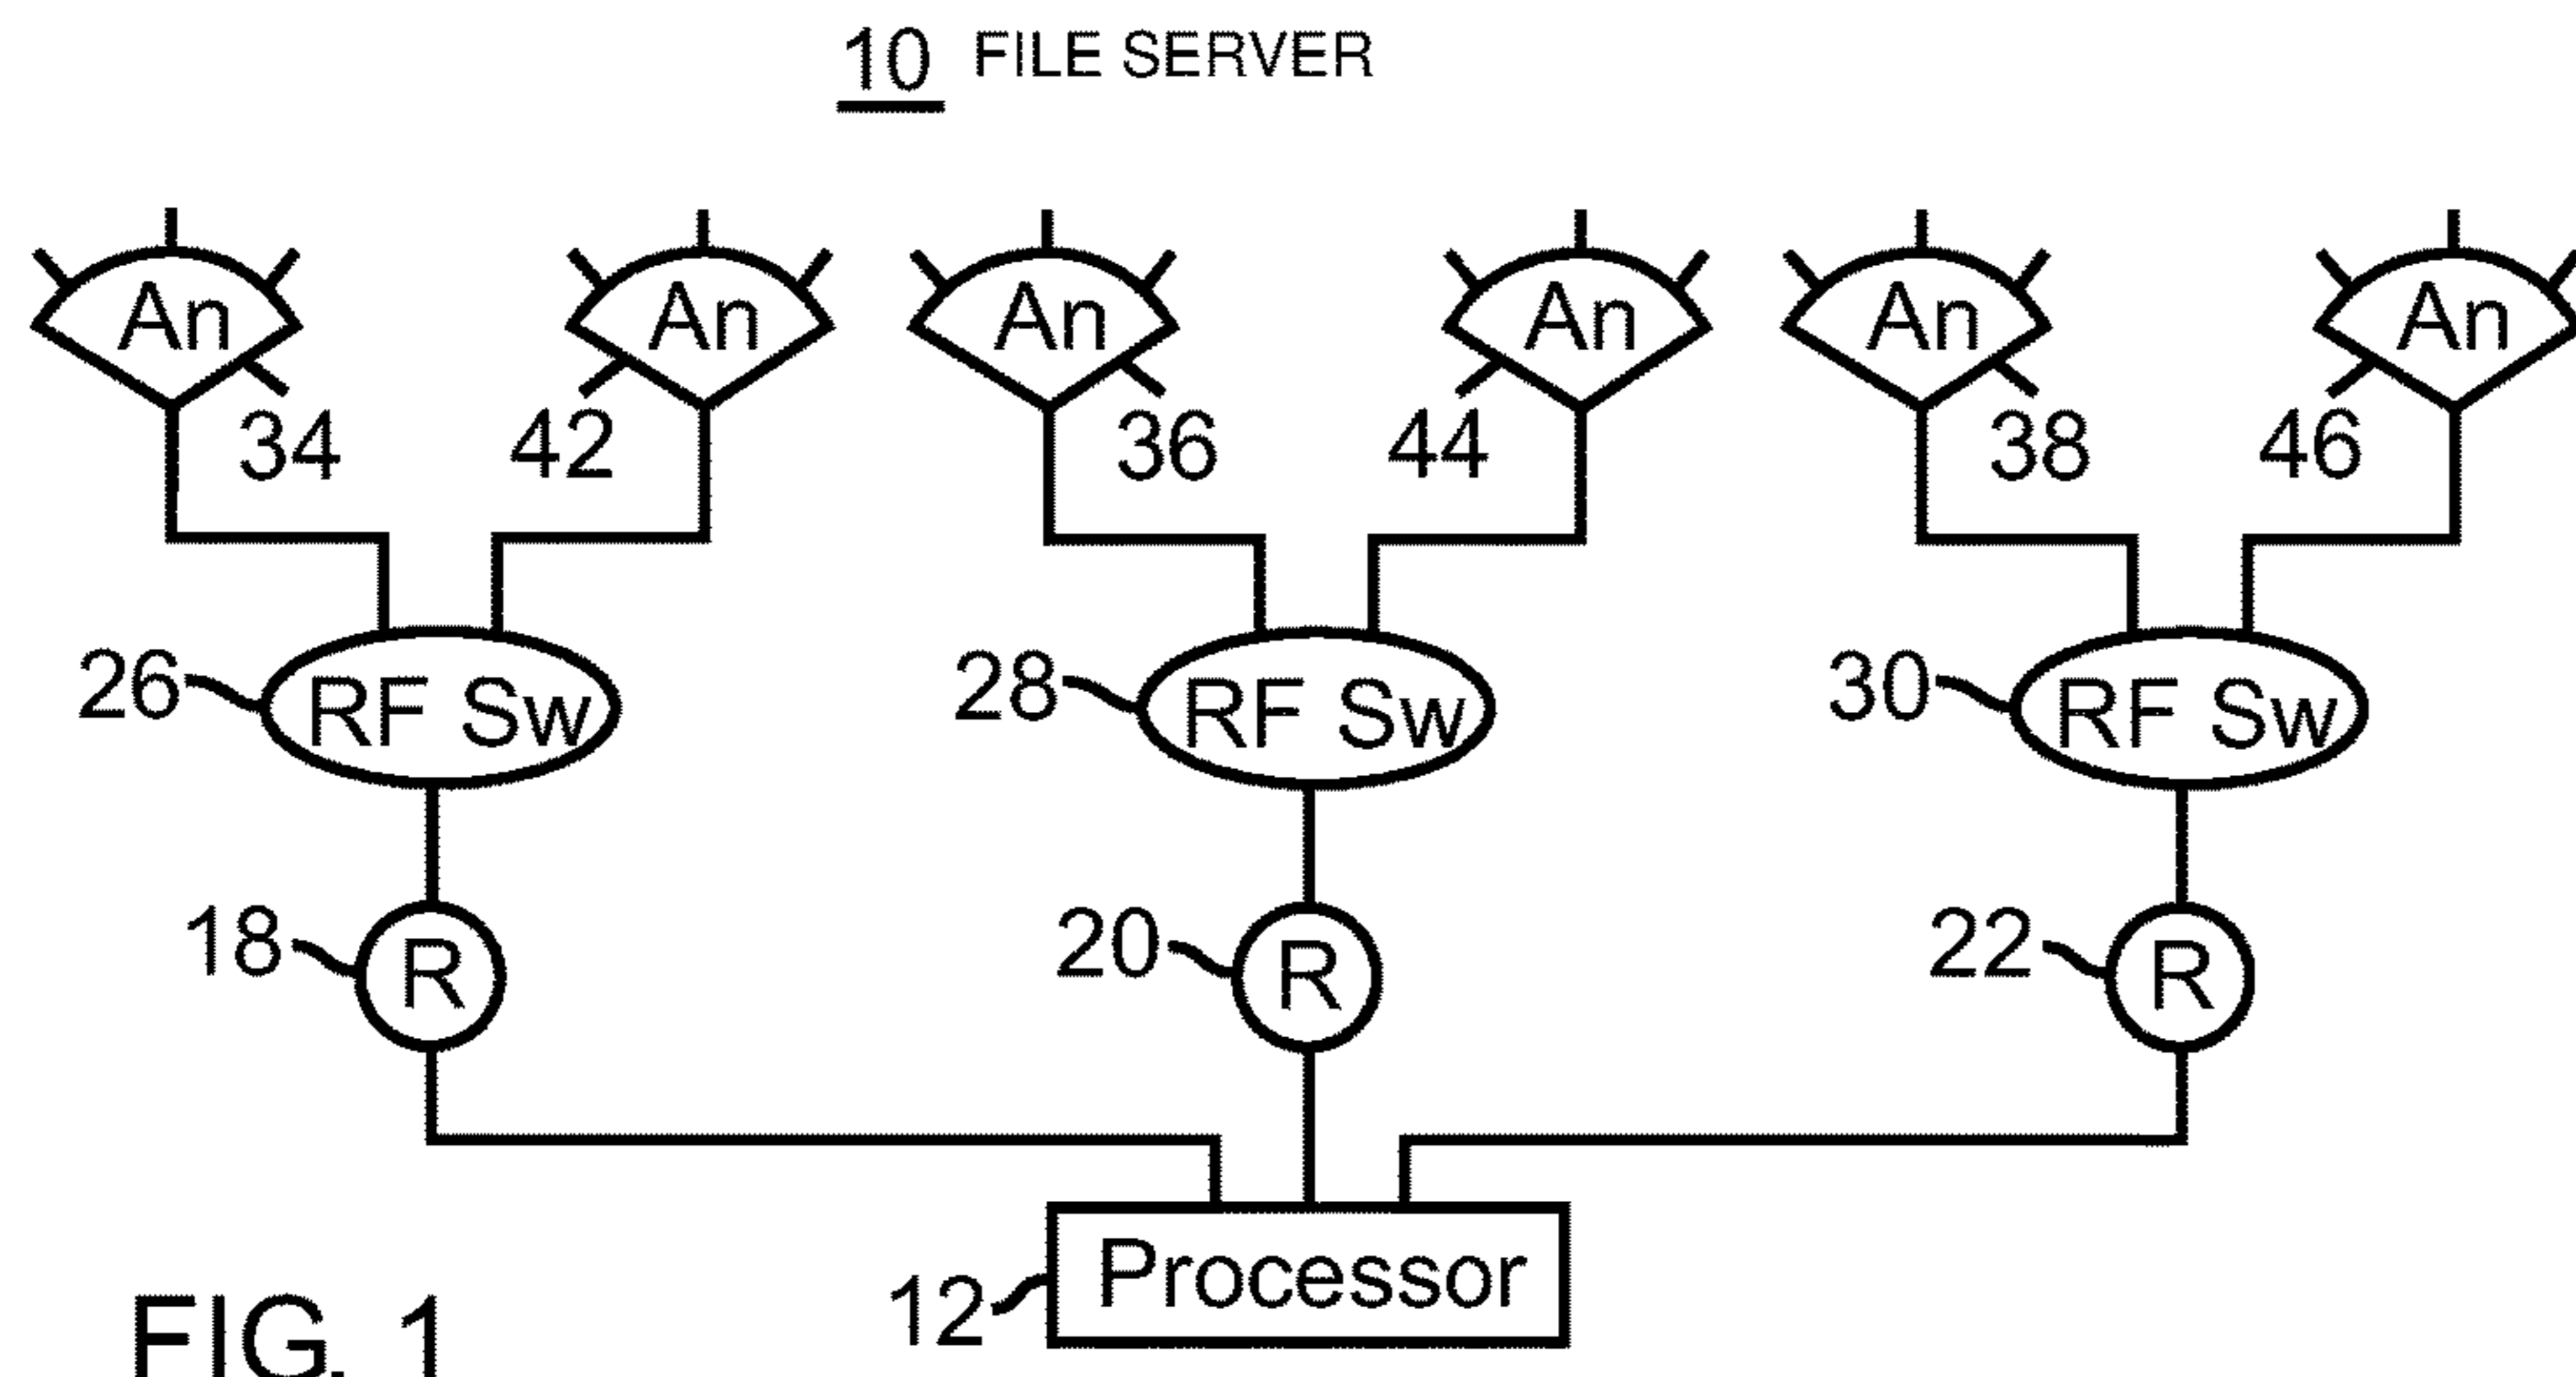 10 FILE SERVER
An An An An An An
34 42 36 44 38 46
26 RF Sw 28 RF Sw 30 RF Sw
18 R 20 R 22 R
12 Processor
FIG. 1